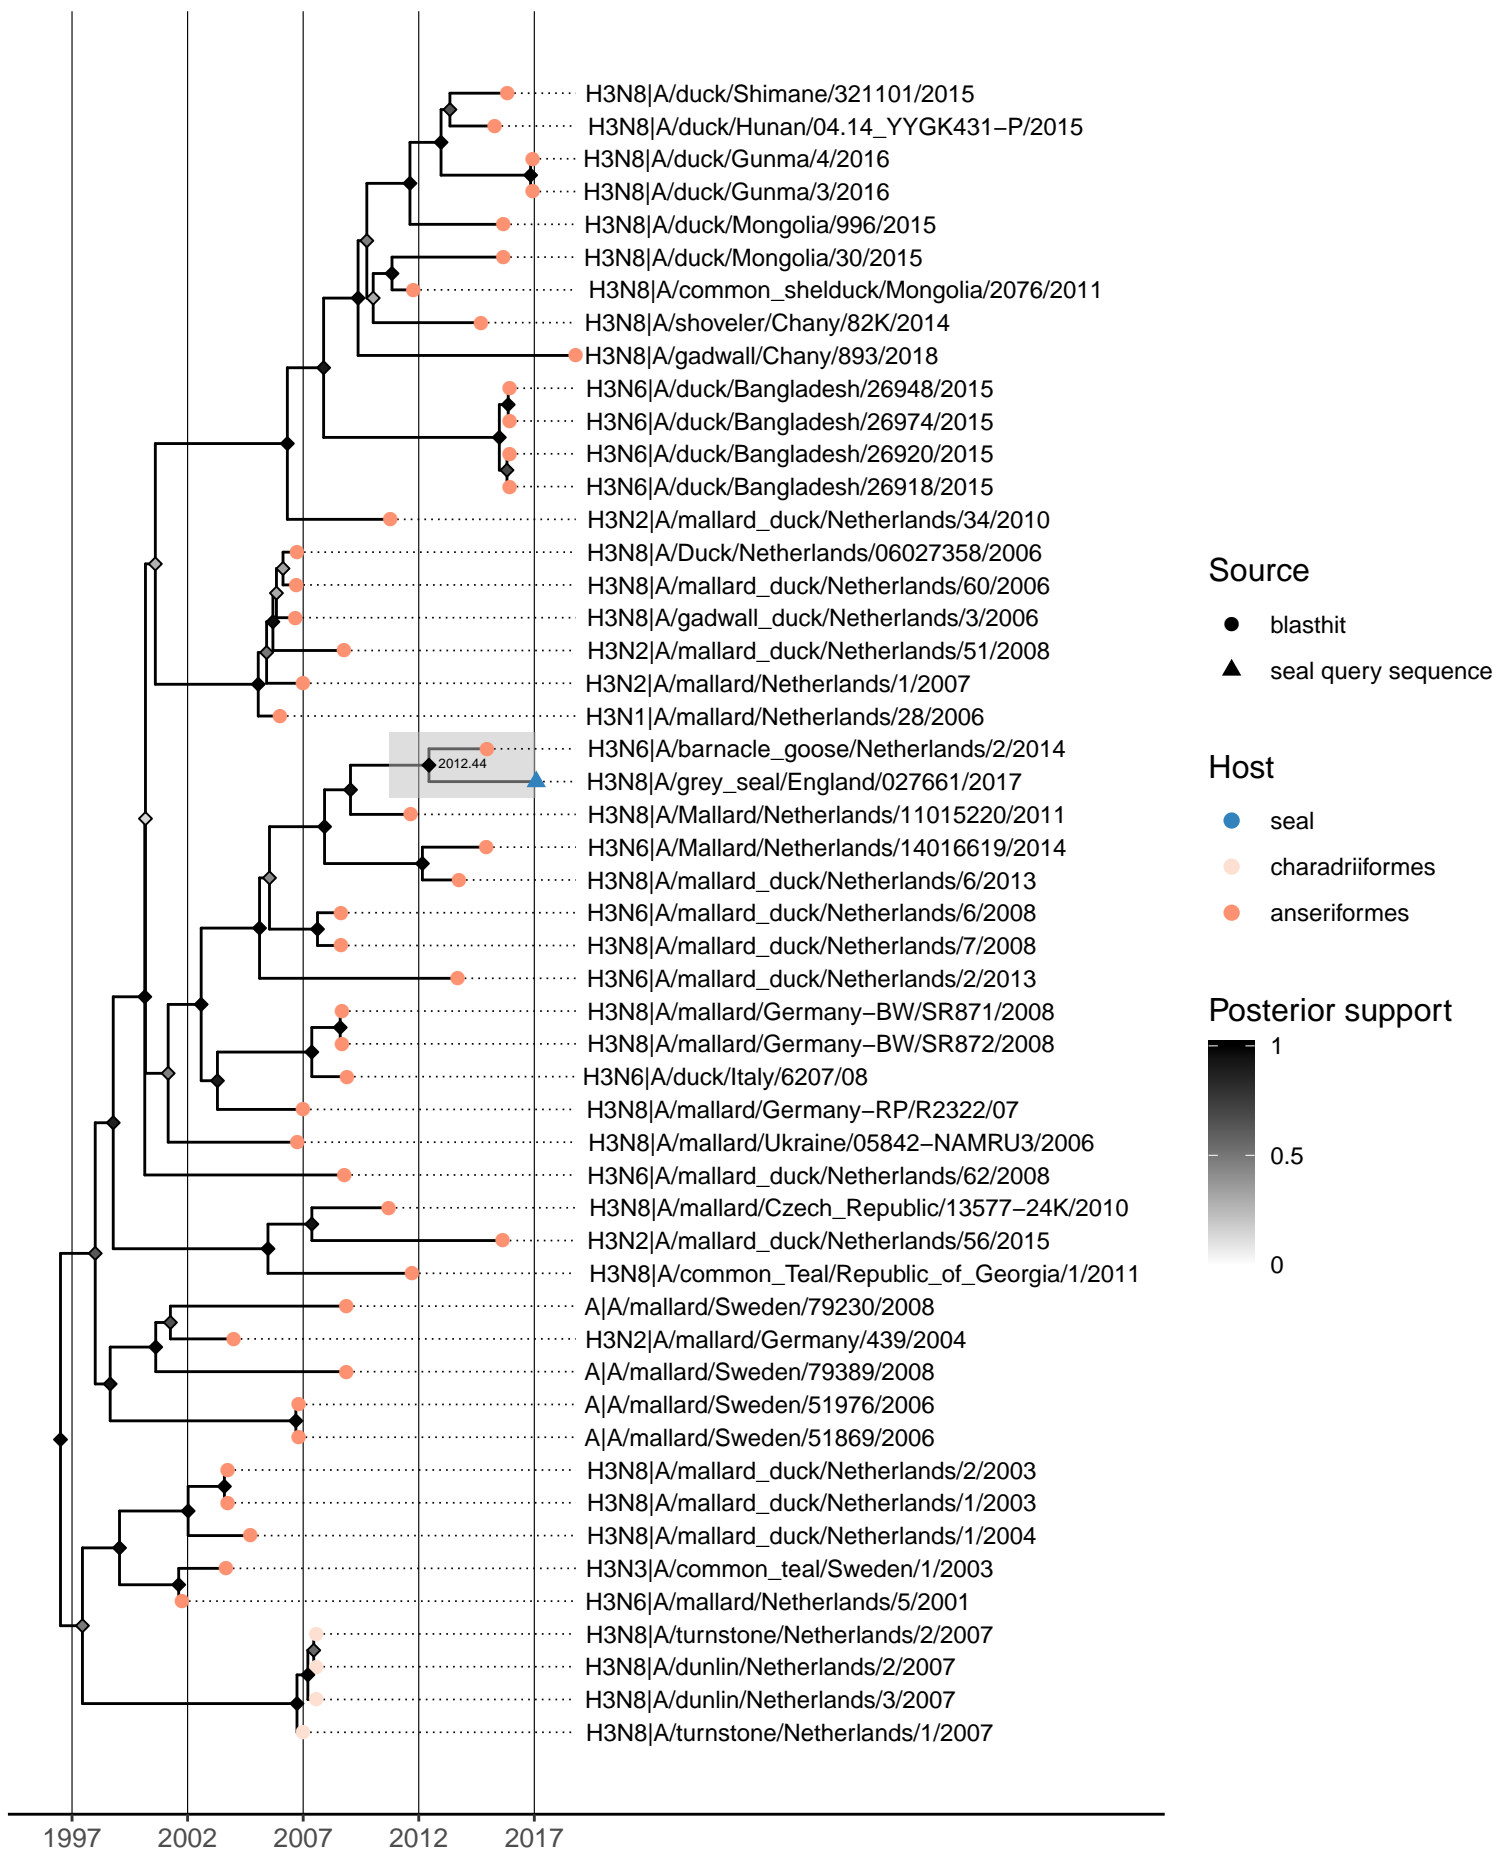 H3N8|A/duck/Shimane/321101/2015
H3N8|A/duck/Hunan/04.14_YYGK431−P/2015
H3N8|A/duck/Gunma/4/2016
H3N8|A/duck/Gunma/3/2016
H3N8|A/duck/Mongolia/996/2015
H3N8|A/duck/Mongolia/30/2015
H3N8|A/common_shelduck/Mongolia/2076/2011
H3N8|A/shoveler/Chany/82K/2014
H3N8|A/gadwall/Chany/893/2018
H3N6|A/duck/Bangladesh/26948/2015
H3N6|A/duck/Bangladesh/26974/2015
H3N6|A/duck/Bangladesh/26920/2015
H3N6|A/duck/Bangladesh/26918/2015
H3N2|A/mallard_duck/Netherlands/34/2010
H3N8|A/Duck/Netherlands/06027358/2006
H3N8|A/mallard_duck/Netherlands/60/2006
H3N8|A/gadwall_duck/Netherlands/3/2006
H3N2|A/mallard_duck/Netherlands/51/2008
H3N2|A/mallard/Netherlands/1/2007
H3N1|A/mallard/Netherlands/28/2006
H3N6|A/barnacle_goose/Netherlands/2/2014
2012.44
H3N8|A/grey_seal/England/027661/2017
H3N8|A/Mallard/Netherlands/11015220/2011
H3N6|A/Mallard/Netherlands/14016619/2014
H3N8|A/mallard_duck/Netherlands/6/2013
H3N6|A/mallard_duck/Netherlands/6/2008
H3N8|A/mallard_duck/Netherlands/7/2008
H3N6|A/mallard_duck/Netherlands/2/2013
H3N8|A/mallard/Germany−BW/SR871/2008
H3N8|A/mallard/Germany−BW/SR872/2008
H3N6|A/duck/Italy/6207/08
H3N8|A/mallard/Germany−RP/R2322/07
H3N8|A/mallard/Ukraine/05842−NAMRU3/2006
H3N6|A/mallard_duck/Netherlands/62/2008
H3N8|A/mallard/Czech_Republic/13577−24K/2010
H3N2|A/mallard_duck/Netherlands/56/2015
H3N8|A/common_Teal/Republic_of_Georgia/1/2011
A|A/mallard/Sweden/79230/2008
H3N2|A/mallard/Germany/439/2004
A|A/mallard/Sweden/79389/2008
A|A/mallard/Sweden/51976/2006
A|A/mallard/Sweden/51869/2006
H3N8|A/mallard_duck/Netherlands/2/2003
H3N8|A/mallard_duck/Netherlands/1/2003
H3N8|A/mallard_duck/Netherlands/1/2004
H3N3|A/common_teal/Sweden/1/2003
H3N6|A/mallard/Netherlands/5/2001
H3N8|A/turnstone/Netherlands/2/2007
H3N8|A/dunlin/Netherlands/2/2007
H3N8|A/dunlin/Netherlands/3/2007
H3N8|A/turnstone/Netherlands/1/2007
1997 2002 2007 2012 2017
Source
blasthit
seal query sequence
Host
seal
charadriiformes
anseriformes
Posterior support
1
0.5
0